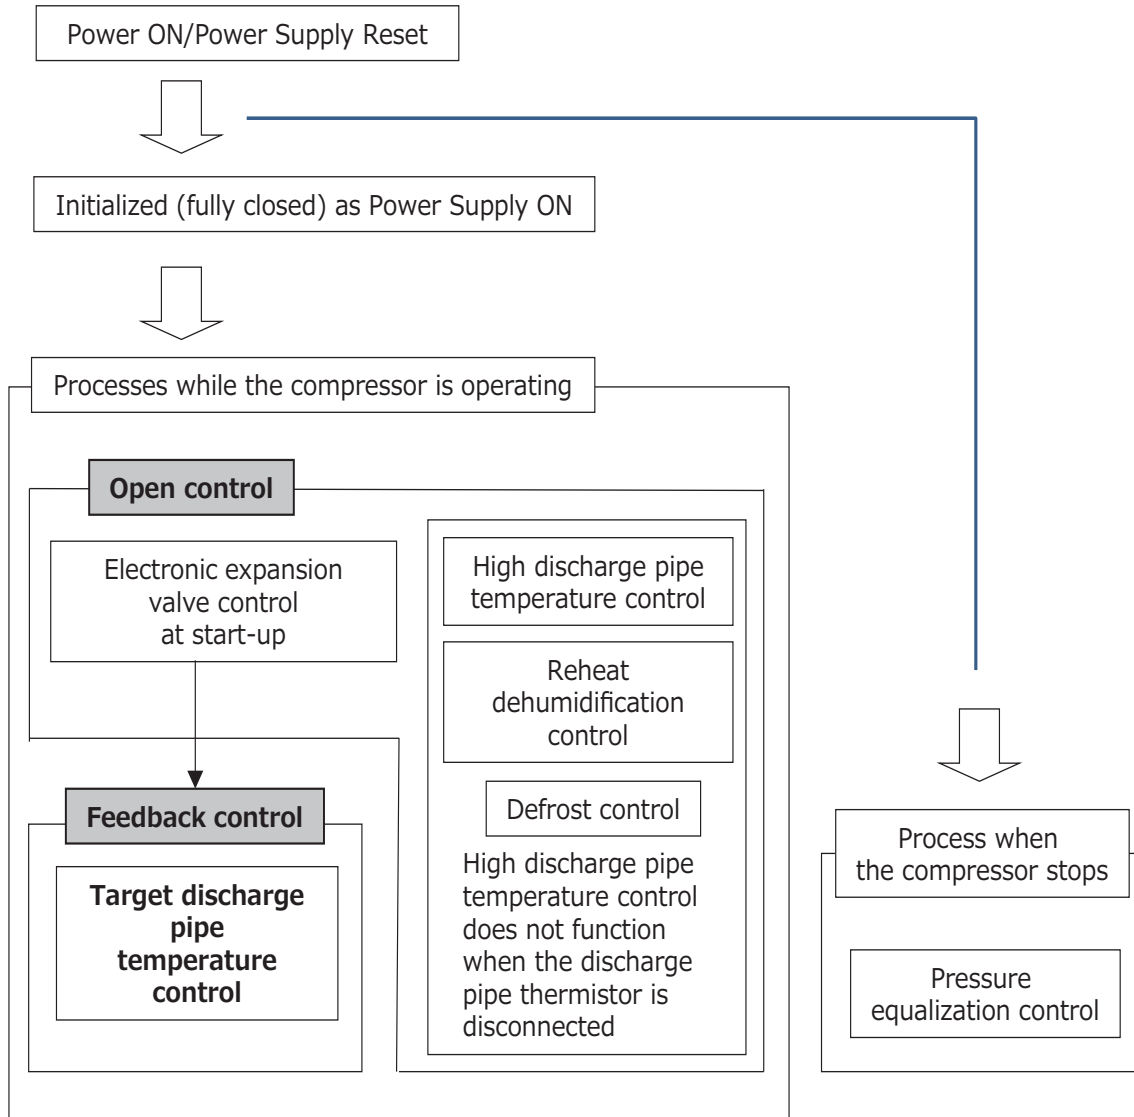 Power ON/Power Supply Reset
Initialized (fully closed) as Power Supply ON
Processes while the compressor is operating
Open control
Electronic expansion
valve control
at start-up
High discharge pipe
temperature control
Reheat
dehumidification
control
Defrost control
High discharge pipe
temperature control
does not function
when the discharge
pipe thermistor is
disconnected
Feedback control
Target discharge
pipe
temperature
control
Process when
the compressor stops
Pressure
equalization control